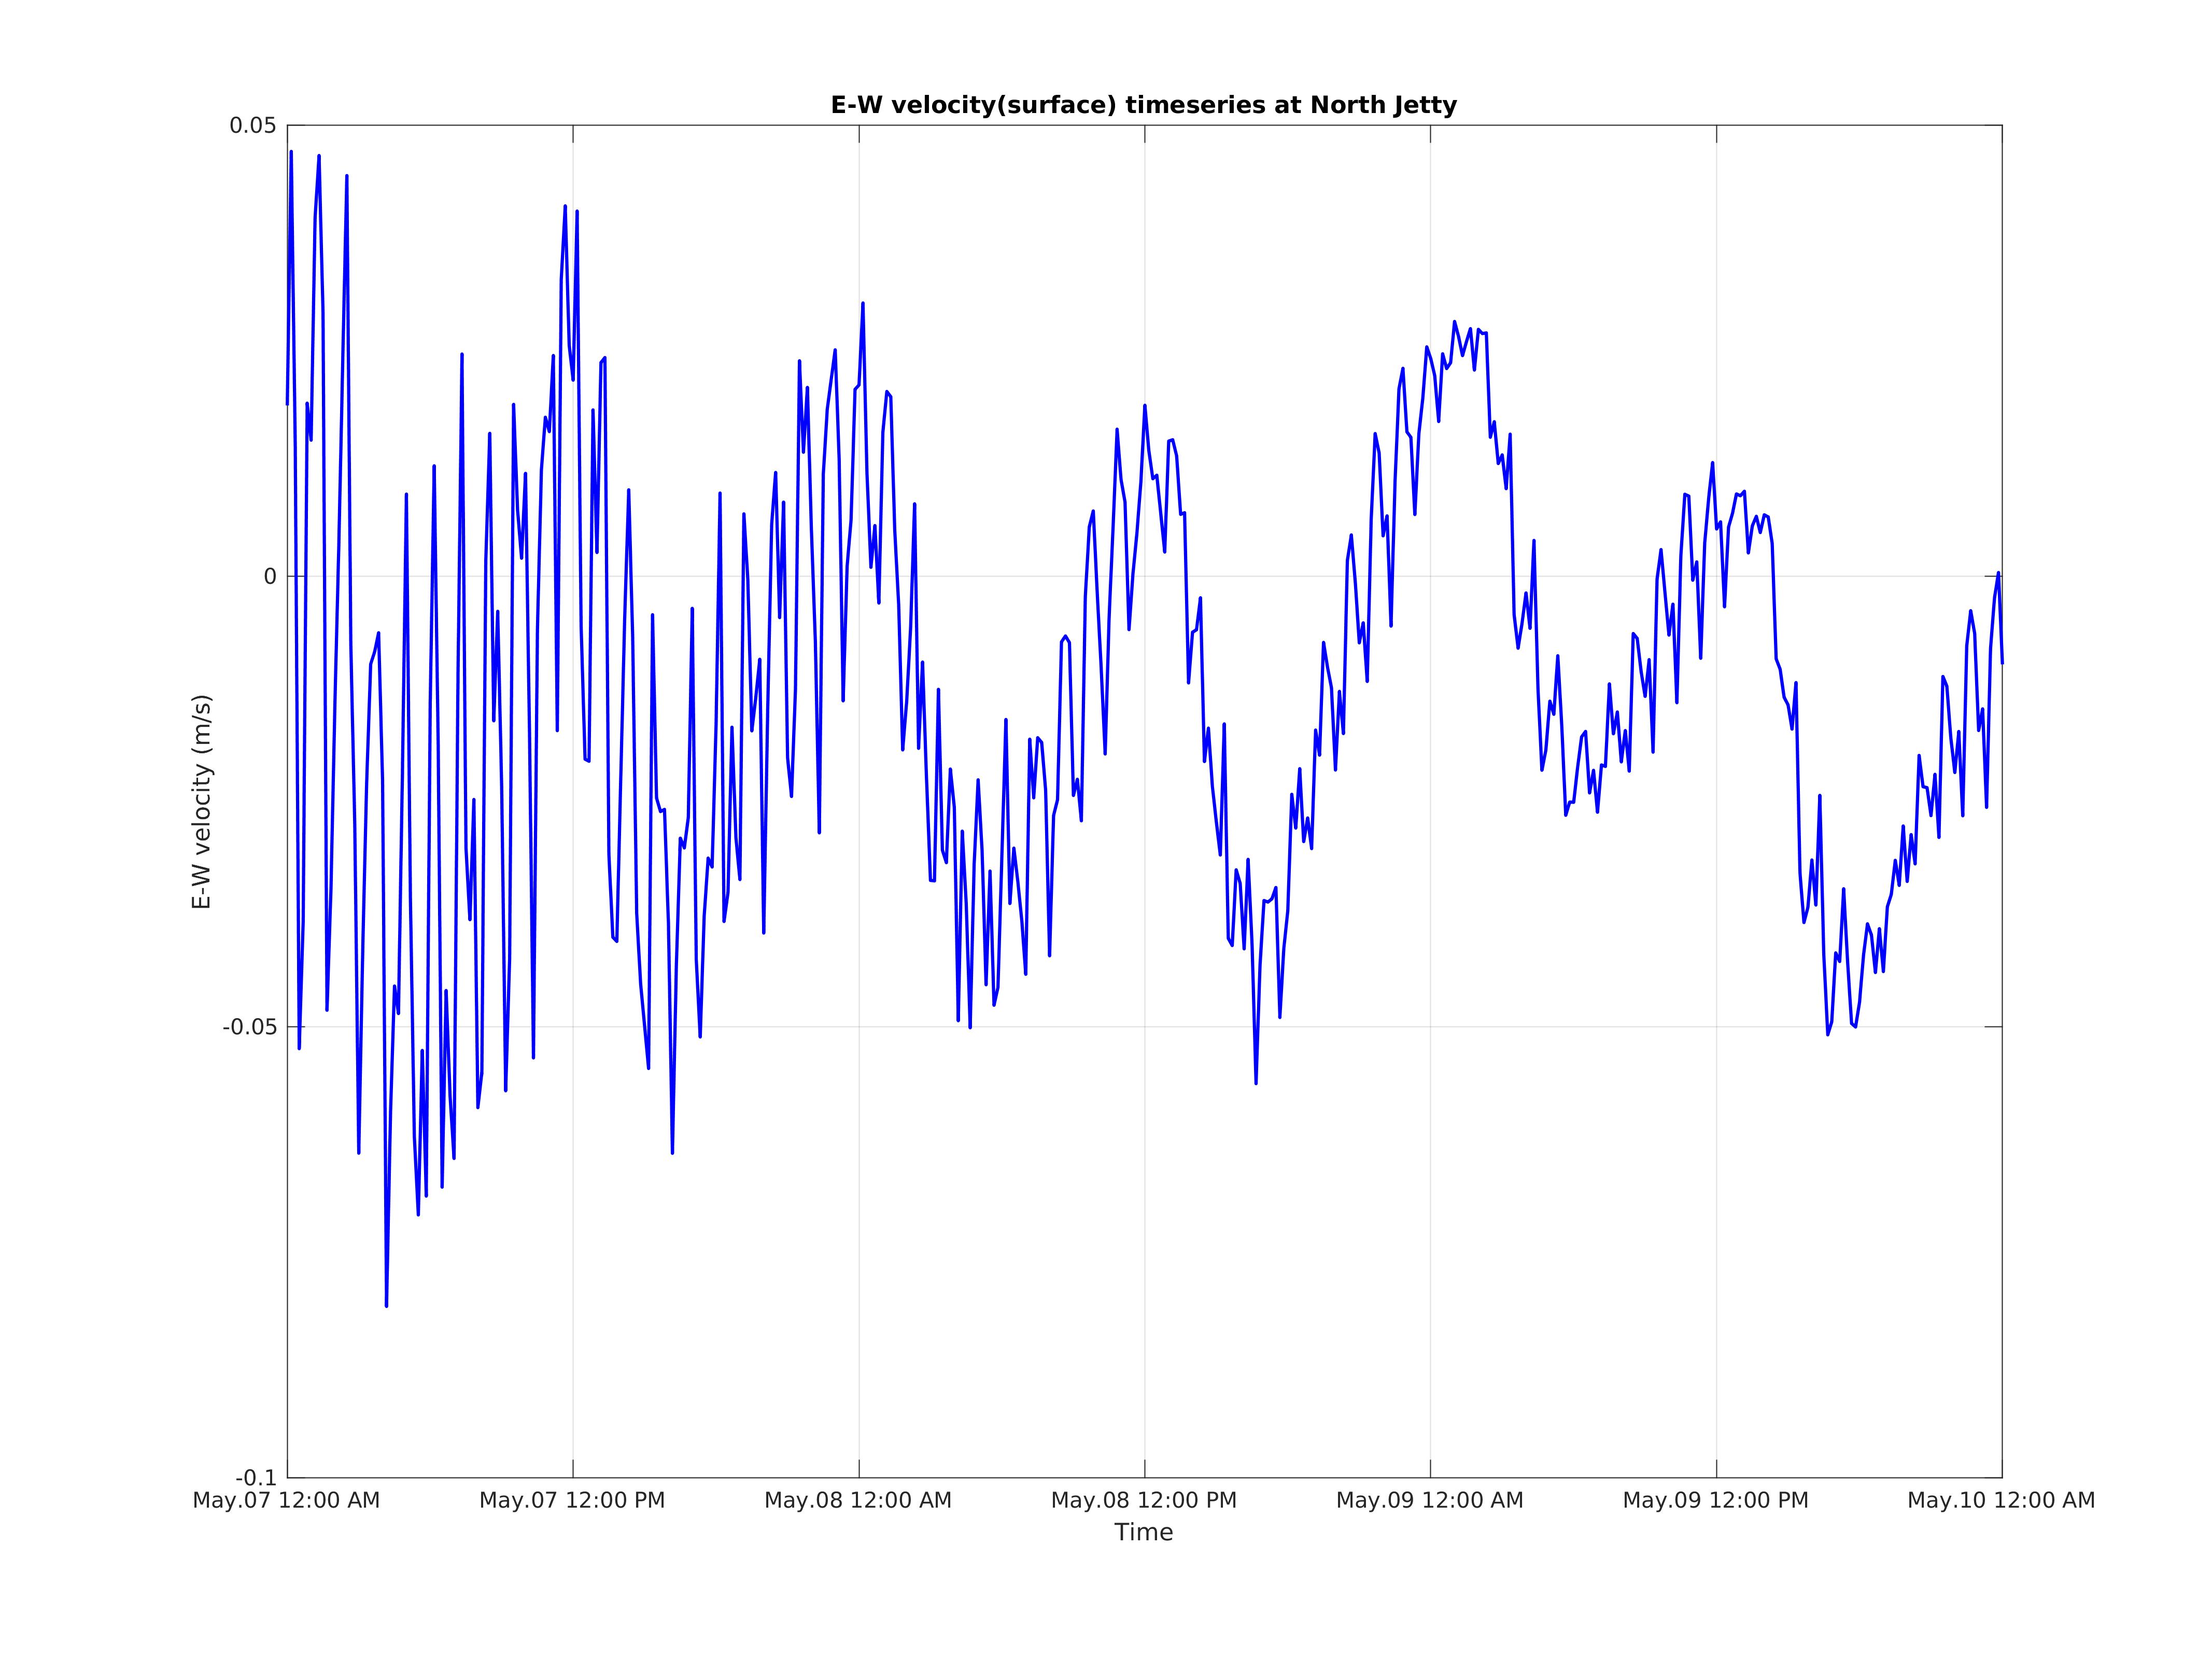 E-W velocity(surface) timeseries at North Jetty
0.05
0
-0.05
-0.1
E-W velocity (m/s)
May.07 12:00 AM May.07 12:00 PM May.08 12:00 AM May.08 12:00 PM May.09 12:00 AM May.09 12:00 PM May.10 12:00 AM
Time